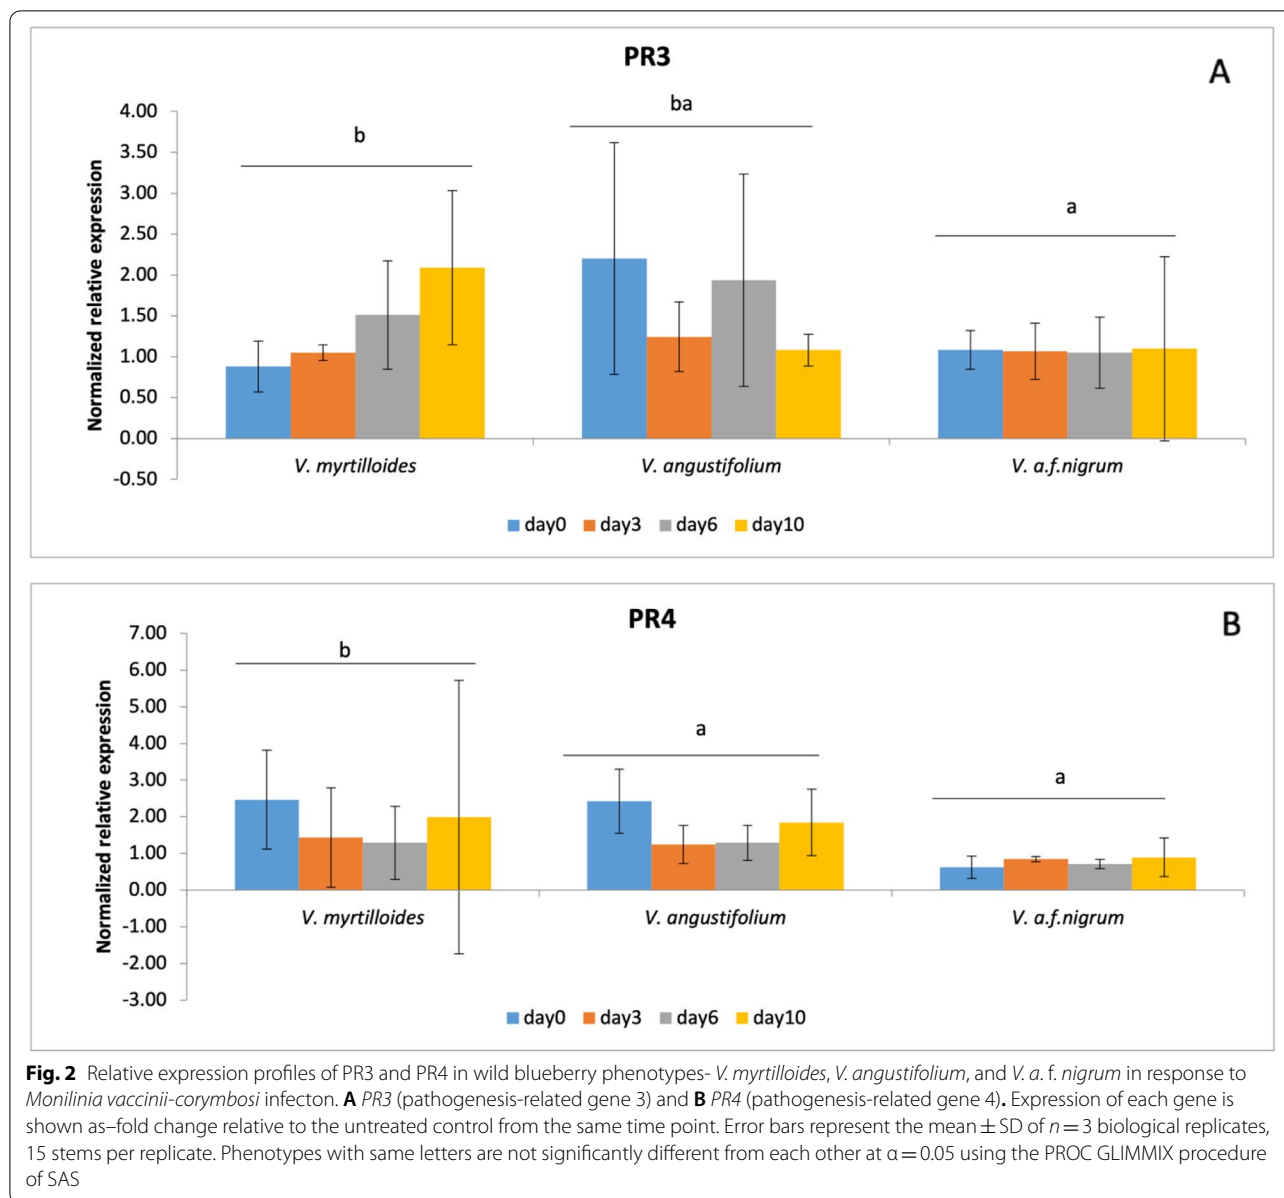 PR3
A
Normalized relative expression
4.00
3.50
3.00
2.50
2.00
1.50
1.00
0.50
0.00
-0.50
b
ba
a
V. myrtilloides
V. angustifolium
V. a.f.nigrum
day0 day3 day6 day10
PR4
B
Normalized relative expression
7.00
6.00
5.00
4.00
3.00
2.00
1.00
0.00
-1.00
-2.00
-3.00
b
a
a
V. myrtilloides
V. angustifolium
V. a.f.nigrum
day0 day3 day6 day10
Fig. 2 Relative expression profiles of PR3 and PR4 in wild blueberry phenotypes- V. myrtilloides, V. angustifolium, and V. a. f. nigrum in response to
Monilinia vaccinii-corymbosi infecton. A PR3 (pathogenesis-related gene 3) and B PR4 (pathogenesis-related gene 4). Expression of each gene is
shown as–fold change relative to the untreated control from the same time point. Error bars represent the mean ± SD of n = 3 biological replicates,
15 stems per replicate. Phenotypes with same letters are not significantly different from each other at α = 0.05 using the PROC GLIMMIX procedure
of SAS